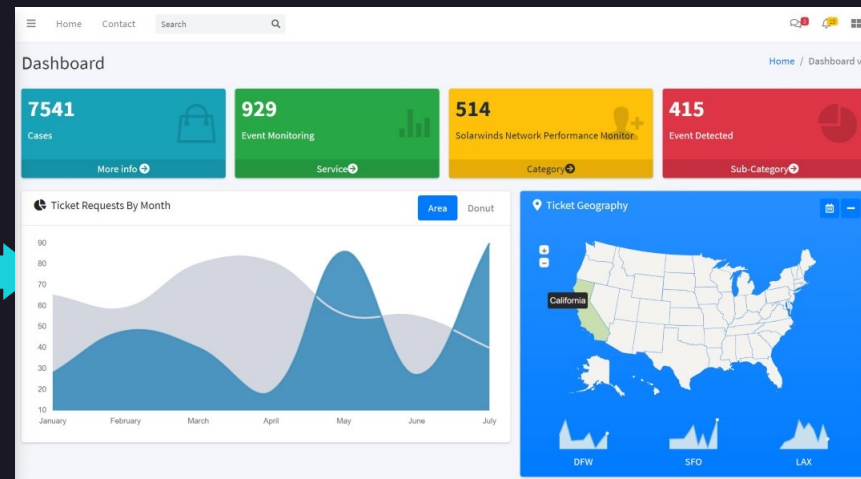 Home Contact Search
Dashboard
Home / Dashboard v
7541
Cases
More info
929
Event Monitoring
Service
514
Solarwinds Network Performance Monitor
Category
415
Event Detected
Sub-Category
Ticket Requests By Month
Area Donut
90
80
70
60
50
40
30
20
10
January February March April May June July
Ticket Geography
+
−
California
DFW SFO LAX